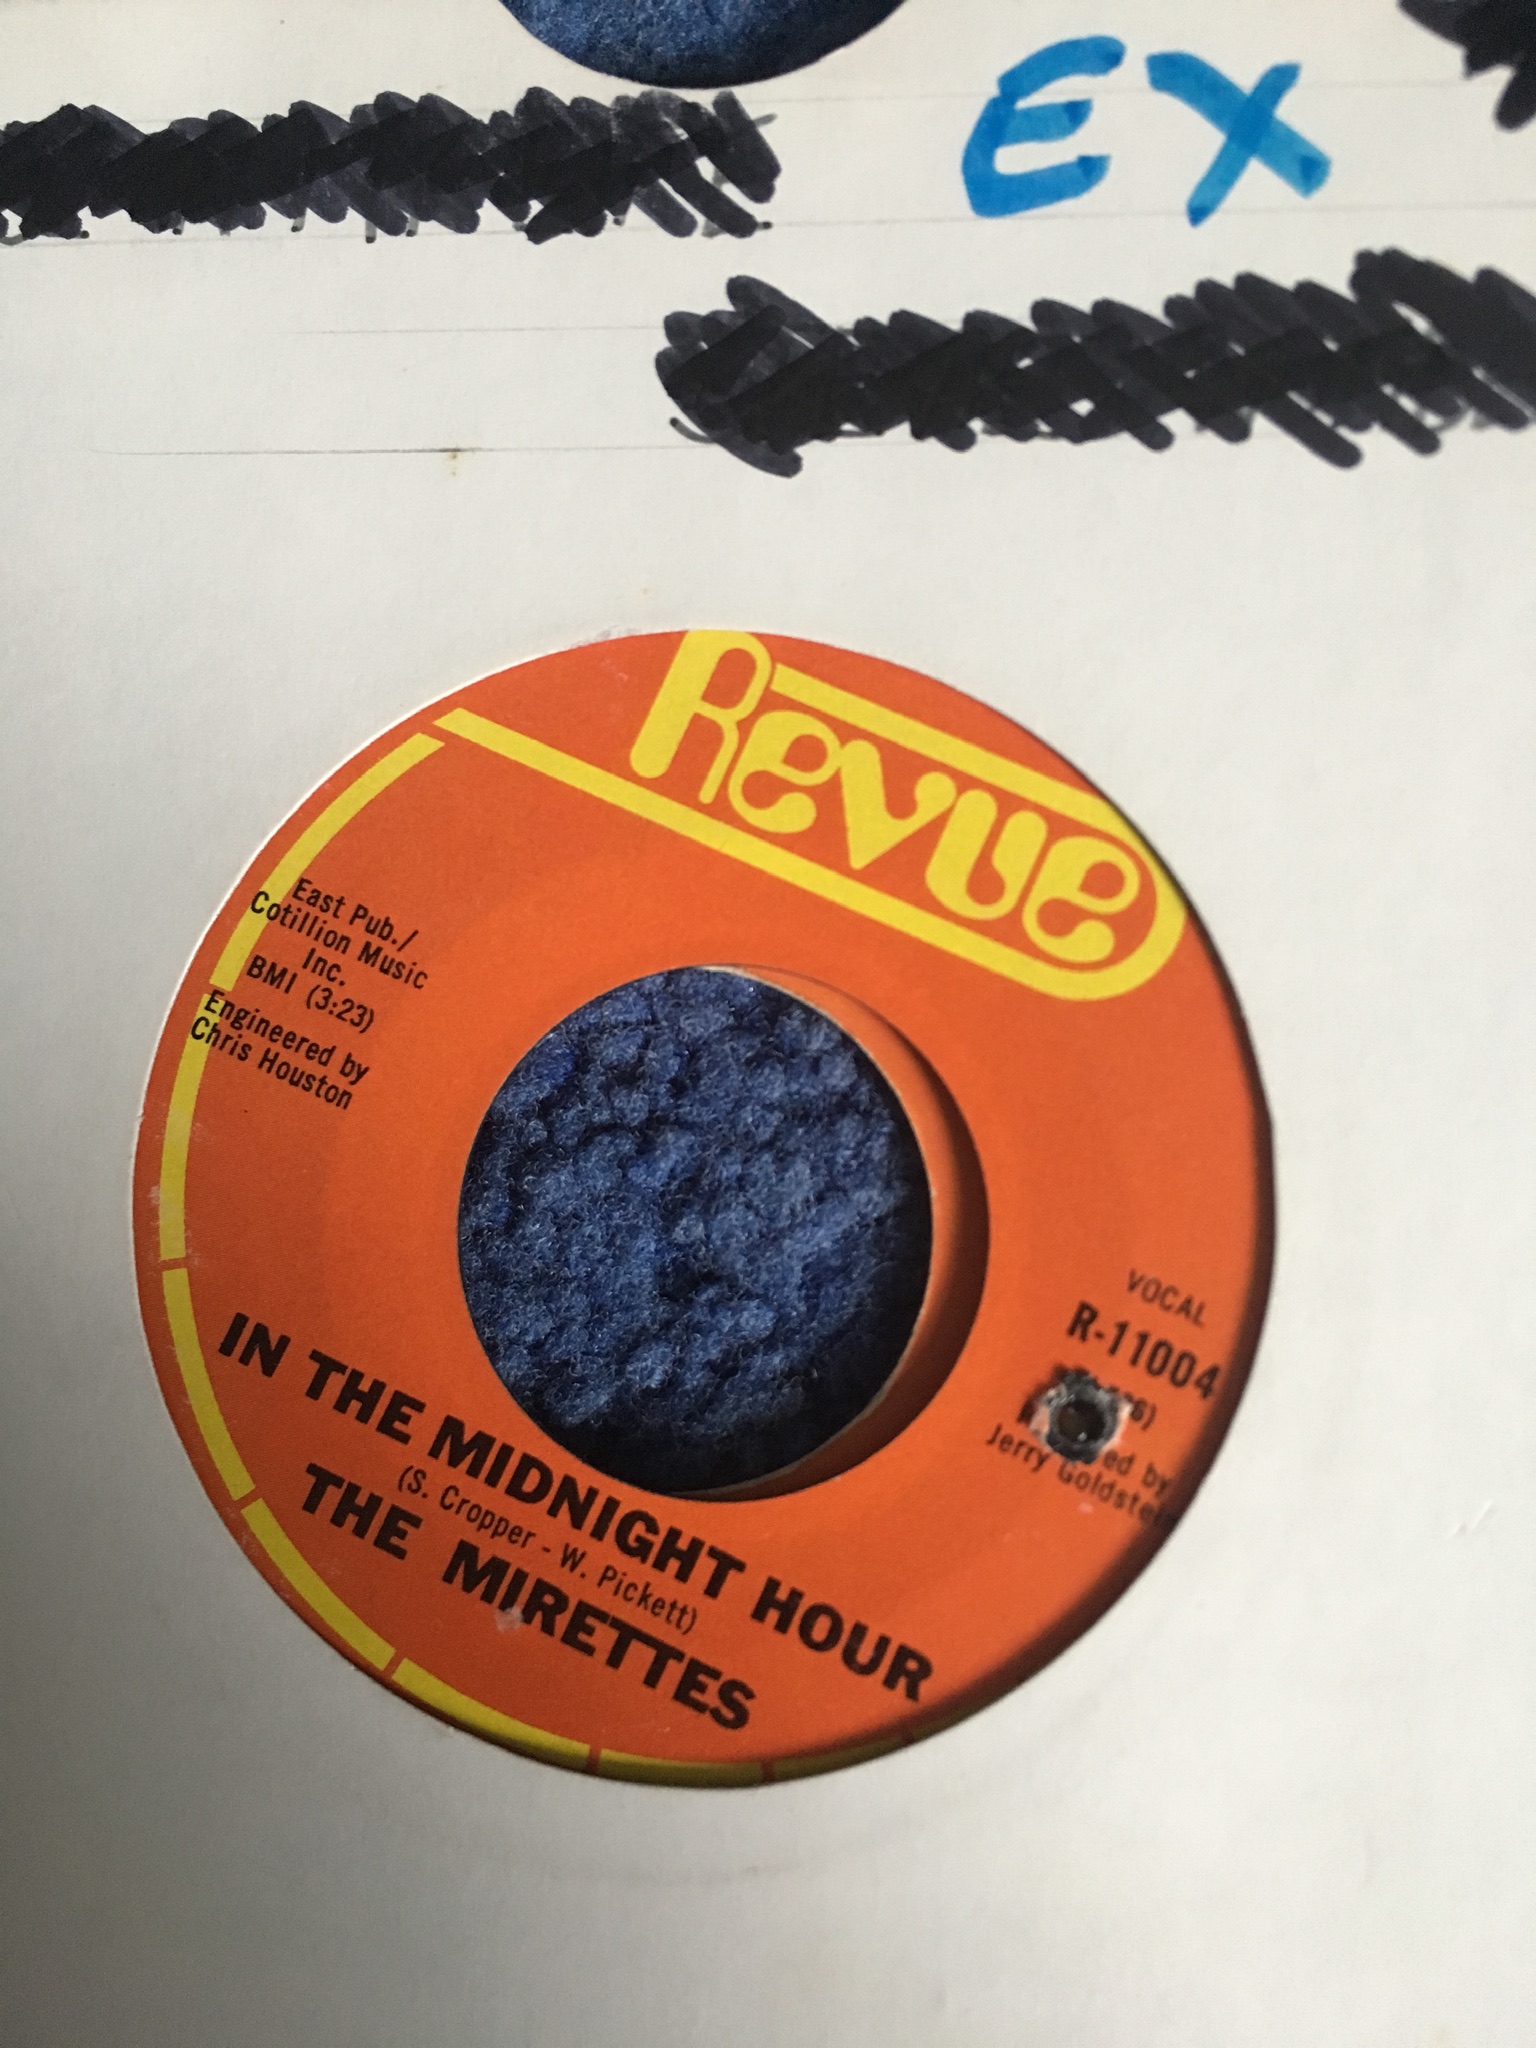 EX
Revue
East Pub./
Cotillion Music
Inc.
BMI (3:23)
Engineered by
Chris Houston
VOCAL
R-11004
by
Jerry Goldstein
IN THE MIDNIGHT HOUR
(S. Cropper - W. Pickett)
THE MIRETTES